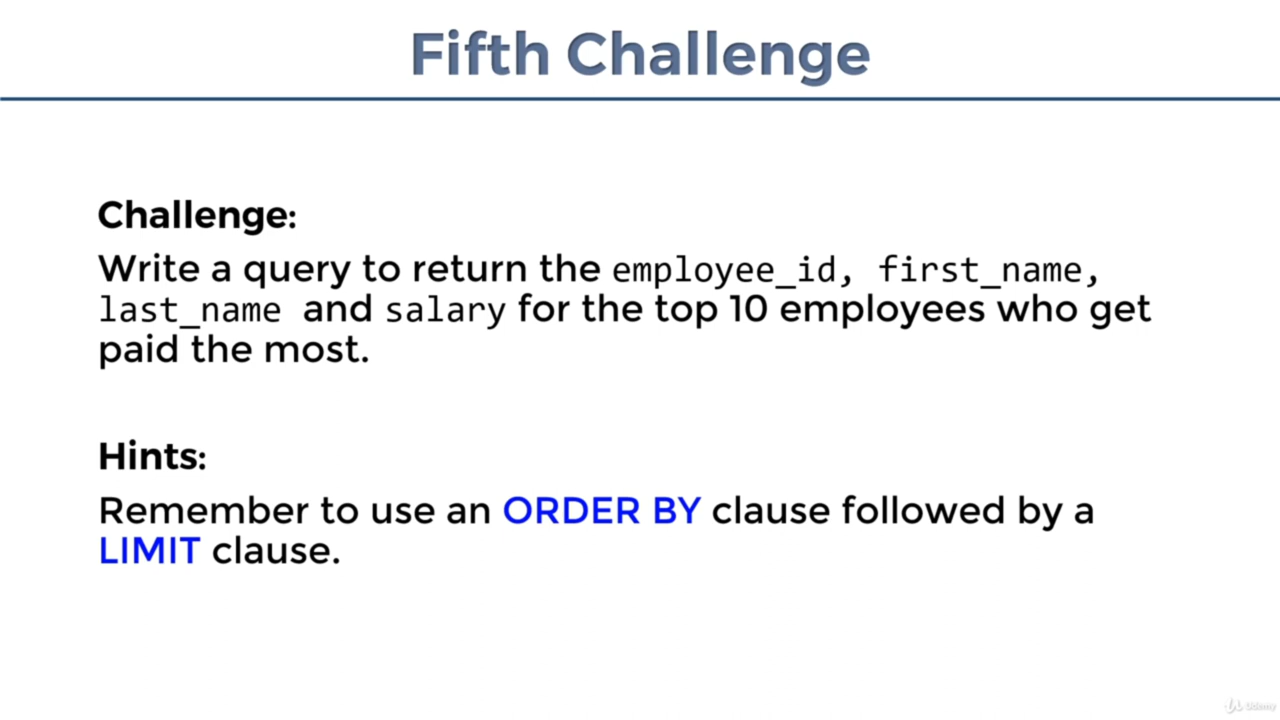 Fifth Challenge
Challenge:
Write a query to return the employee_id, first_name,
last_name and salary for the top 10 employees who get
paid the most.
Hints:
Remember to use an ORDER BY clause followed by a
LIMIT clause.
Udemy